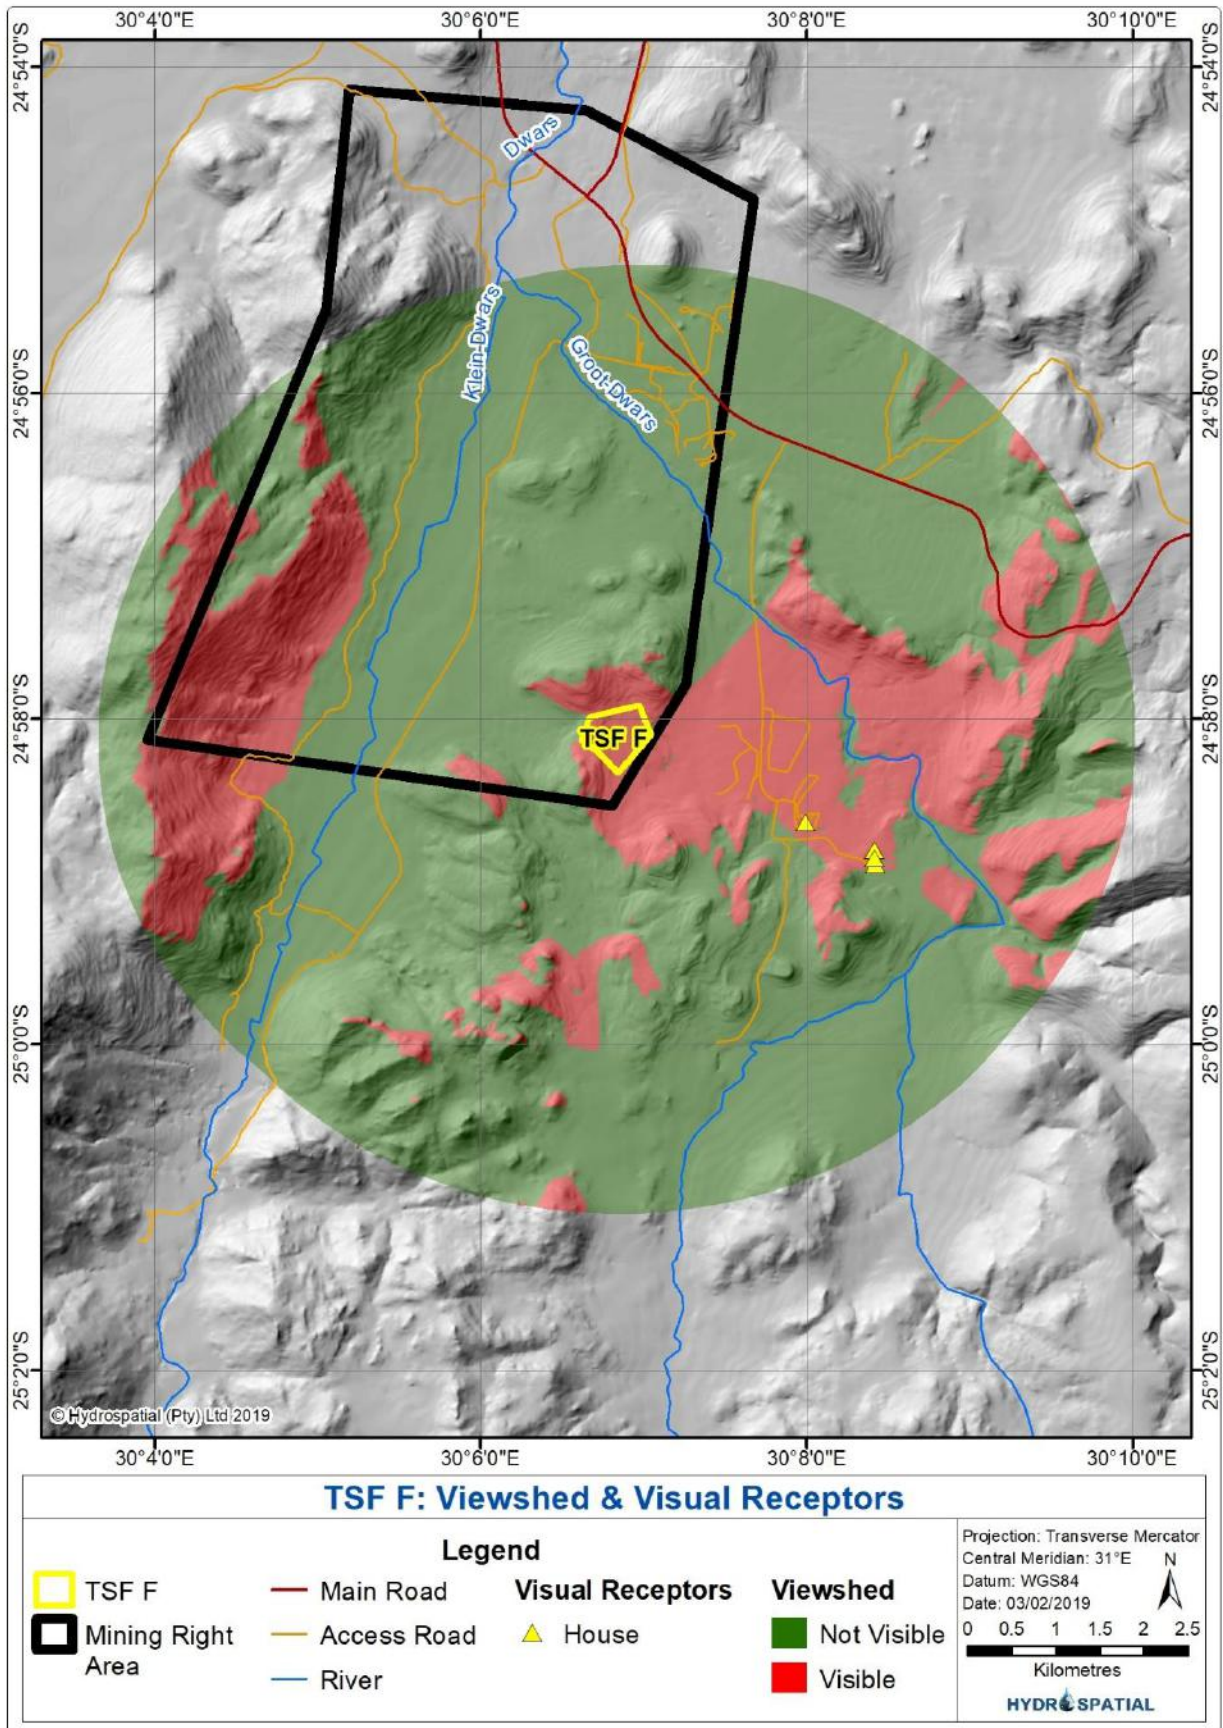 30°4'0"E 30°6'0"E 30°8'0"E 30°10'0"E
24°54'0"S 24°54'0"S
Dwars
Klein-Dwars
Groot-Dwars
24°56'0"S 24°56'0"S
24°58'0"S 24°58'0"S
TSF F
25°0'0"S 25°0'0"S
25°2'0"S 25°2'0"S
© Hydrospatial (Pty) Ltd 2019
30°4'0"E 30°6'0"E 30°8'0"E 30°10'0"E
TSF F: Viewshed & Visual Receptors
Legend
TSF F
Mining Right
Area
Main Road
Access Road
River
Visual Receptors
House
Viewshed
Not Visible
Visible
Projection: Transverse Mercator
Central Meridian: 31°E
Datum: WGS84
Date: 03/02/2019
N
0 0.5 1 1.5 2 2.5
Kilometres
HYDROSPATIAL